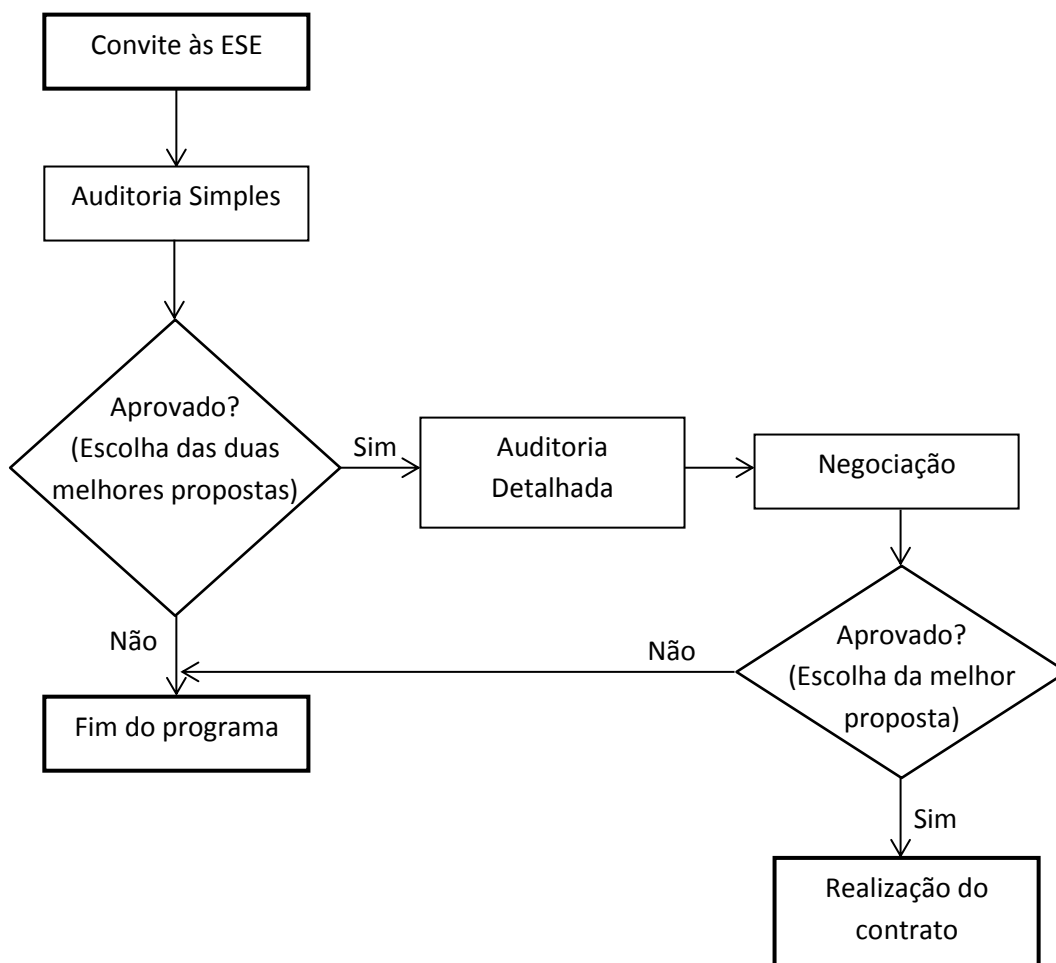 Convite às ESE
Auditoria Simples
Aprovado?
(Escolha das duas
melhores propostas)
Sim
Auditoria
Detalhada
Negociação
Não
Não
Aprovado?
(Escolha da melhor
proposta)
Fim do programa
Sim
Realização do
contrato